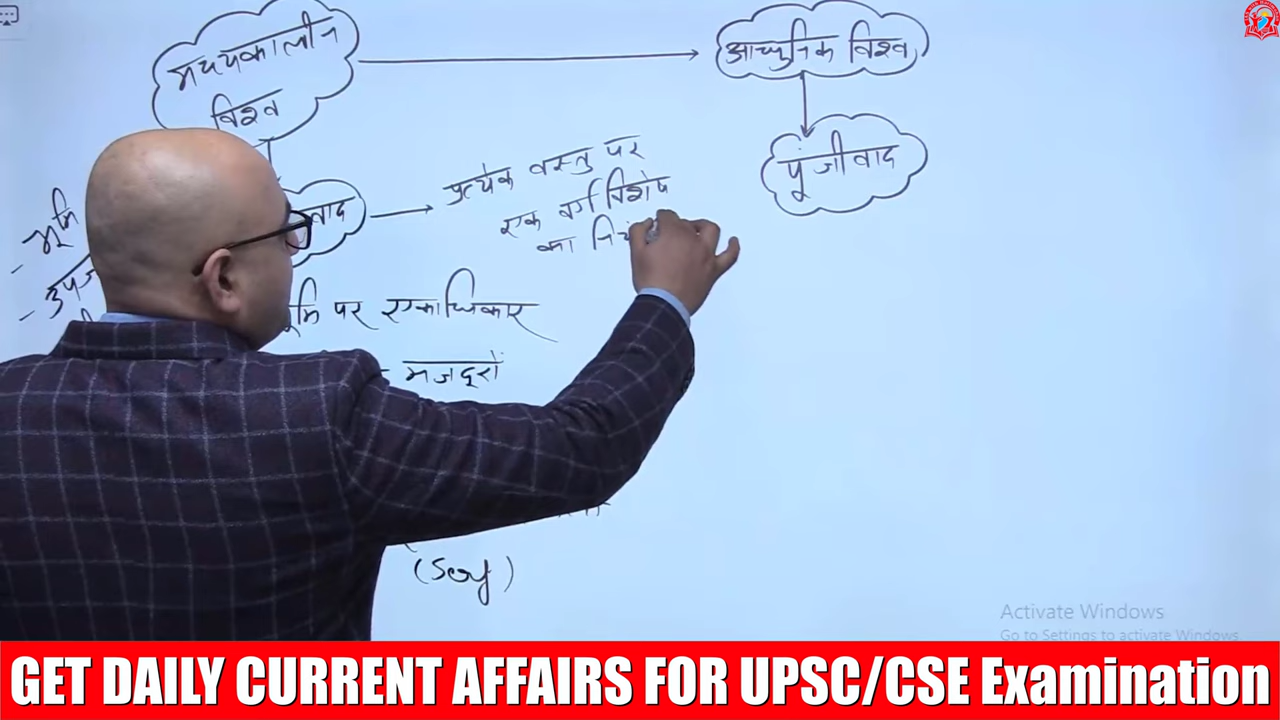 मध्यकालीन
विश्व
आधुनिक विश्व
पूंजीवाद
वाद
प्रत्येक वस्तु पर
एक वर्ग विशेष
का
भूमि
पर एकाधिकार
मजदूरों
(Serf)
Activate Windows
Go to Settings to activate Windows.
GET DAILY CURRENT AFFAIRS FOR UPSC/CSE Examination